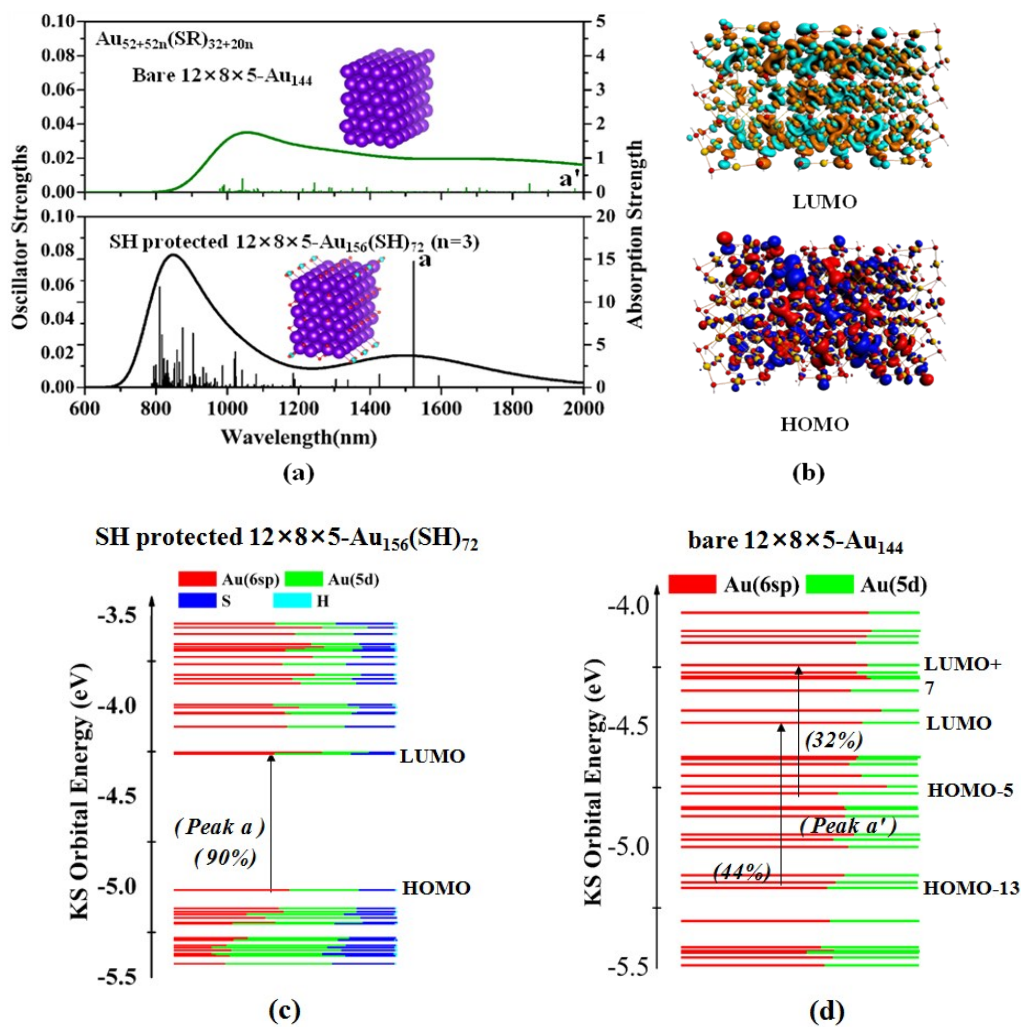 (a)
Au52+52n(SR)32+20n
Bare 12×8×5-Au144
0.10
0.08
0.06
0.04
0.02
0.00
5
4
3
2
1
0
a'
SH protected 12×8×5-Au156(SH)72 (n=3)
a
0.10
0.08
0.06
0.04
0.02
0.00
20
15
10
5
0
Oscillator Strengths
Absorption Strength
600 800 1000 1200 1400 1600 1800 2000
Wavelength(nm)
(a)
LUMO
HOMO
(b)
SH protected 12×8×5-Au156(SH)72
Au(6sp) Au(5d)
S H
-3.5
-4.0
-4.5
-5.0
-5.5
KS Orbital Energy (eV)
LUMO
(Peak a)
(90%)
HOMO
(c)
bare 12×8×5-Au144
Au(6sp) Au(5d)
-4.0
-4.5
-5.0
-5.5
KS Orbital Energy (eV)
LUMO+
7
LUMO
(32%)
HOMO-5
(Peak a')
(44%)
HOMO-13
(d)